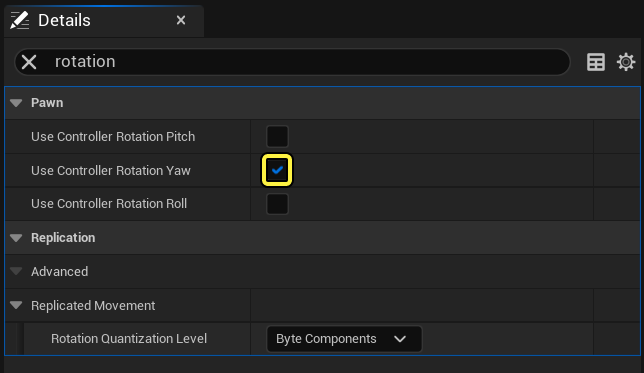 Details
rotation
Pawn
Use Controller Rotation Pitch
Use Controller Rotation Yaw
Use Controller Rotation Roll
Replication
Advanced
Replicated Movement
Rotation Quantization Level Byte Components